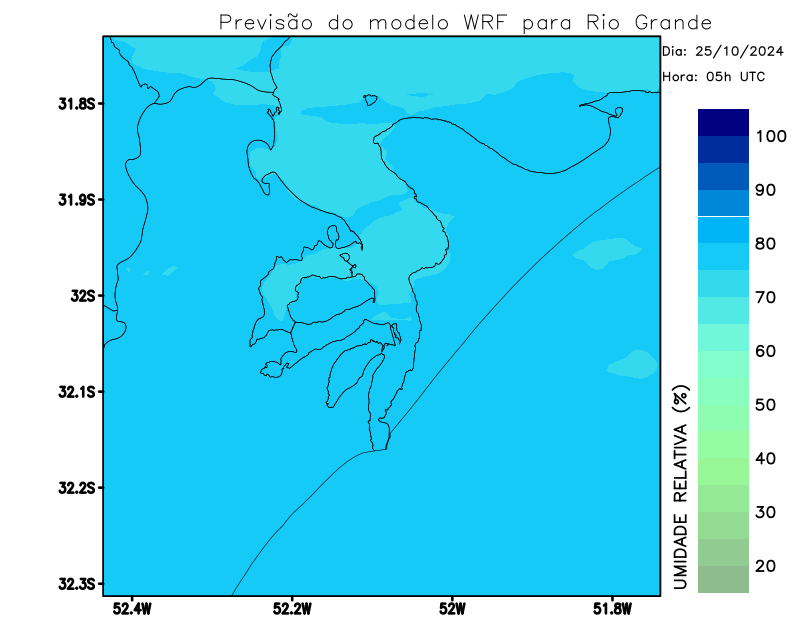 Previsão do modelo WRF para Rio Grande
Dia: 25/10/2024
Hora: 05h UTC
31.8S
31.9S
32S
32.1S
32.2S
32.3S
52.4W
52.2W
52W
51.8W
100
90
80
70
60
50
40
30
20
UMIDADE RELATIVA (%)